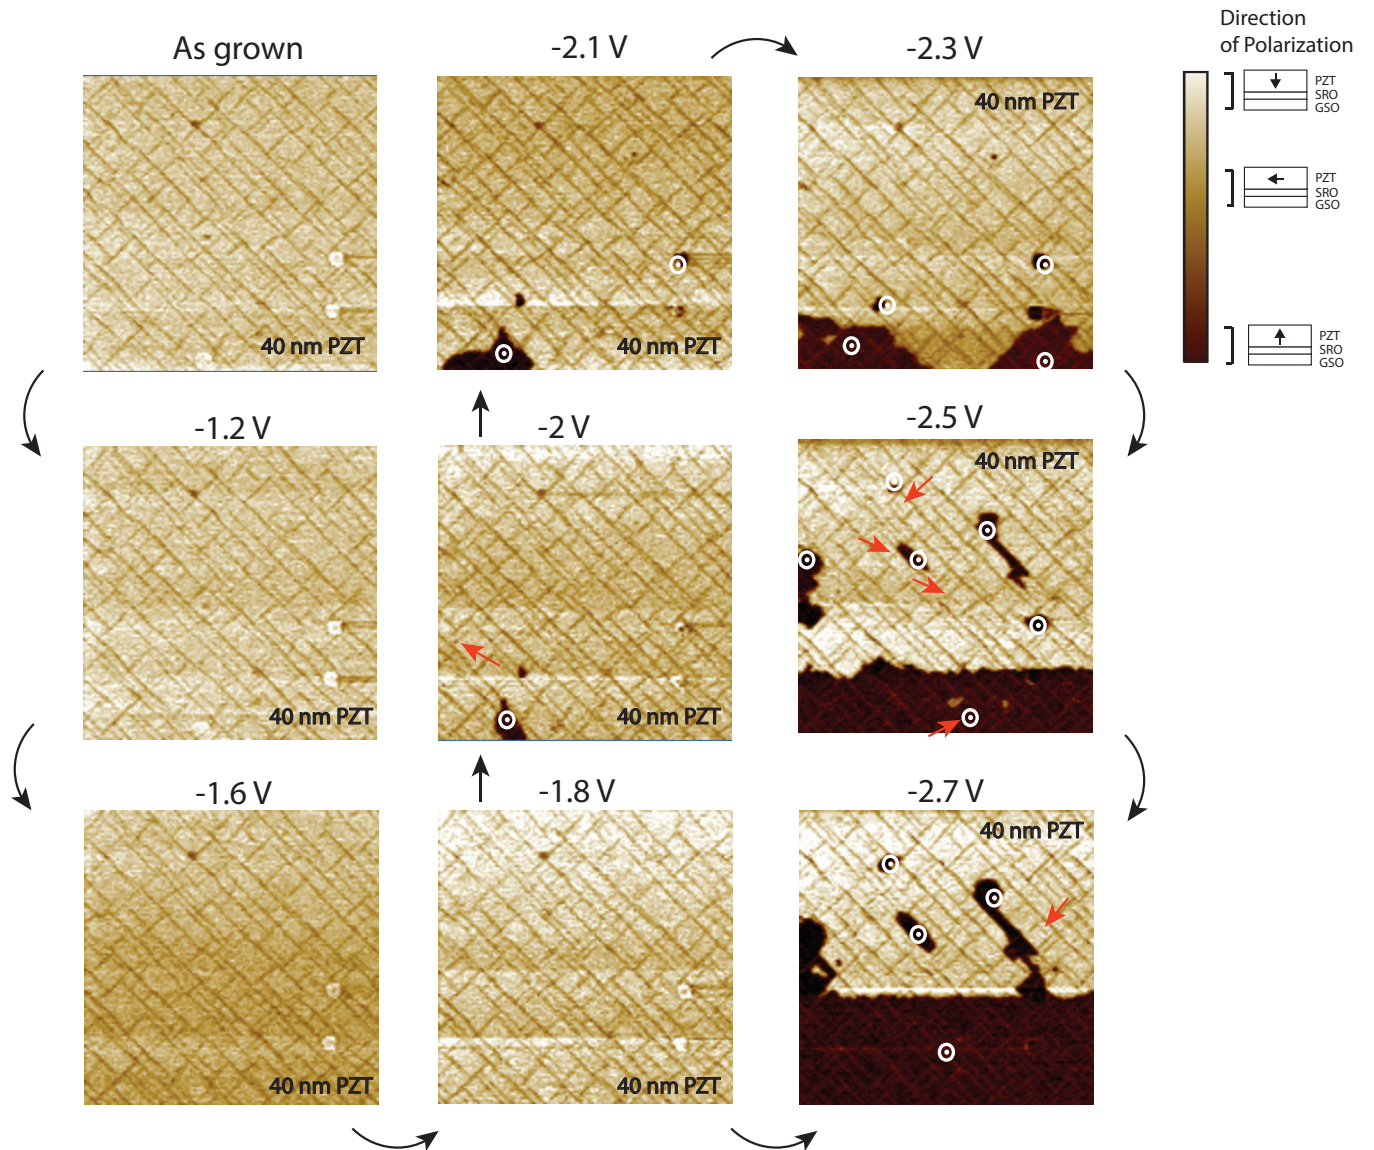 As grown
-2.1 V
-2.3 V
Direction
of Polarization
40 nm PZT
40 nm PZT
40 nm PZT
PZT
SRO
GSO
PZT
SRO
GSO
PZT
SRO
GSO
-1.2 V
-2 V
-2.5 V
40 nm PZT
40 nm PZT
40 nm PZT
-1.6 V
-1.8 V
-2.7 V
40 nm PZT
40 nm PZT
40 nm PZT